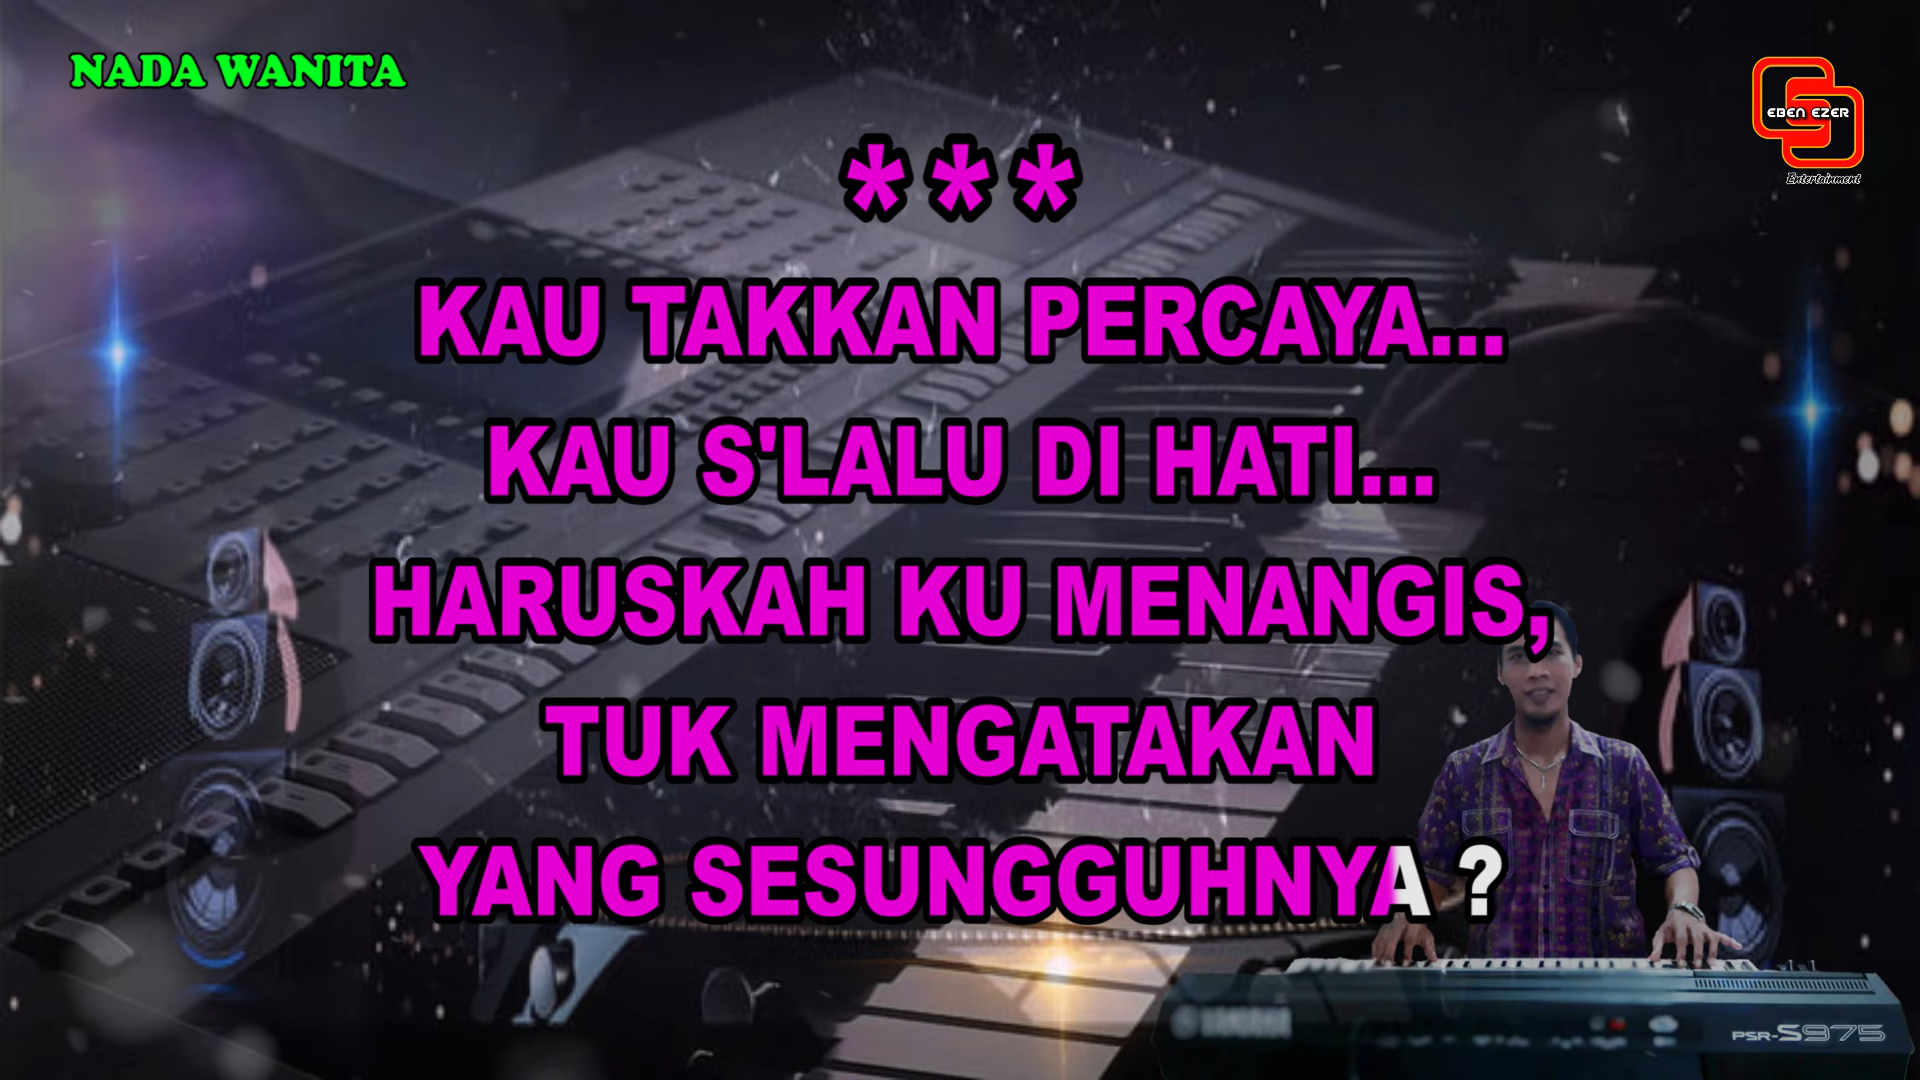 NADA WANITA
EBEN EZER
Entertainment
***
KAU TAKKAN PERCAYA...
KAU S'LALU DI HATI...
HARUSKAH KU MENANGIS,
TUK MENGATAKAN
YANG SESUNGGUHNYA ?
PSR-S975